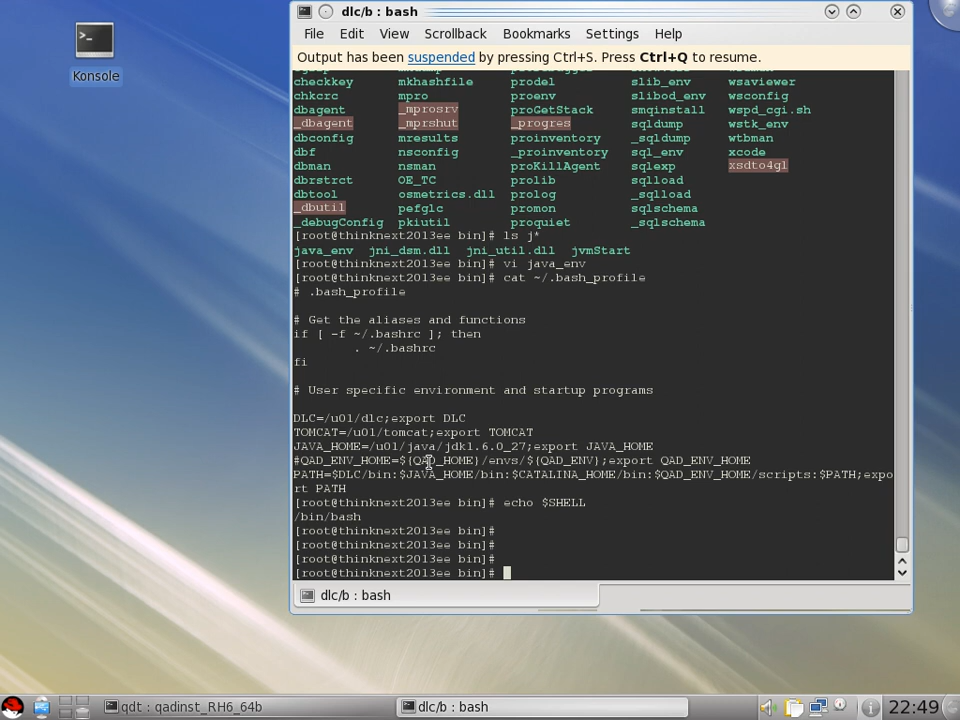 Konsole
dlc/b : bash
File Edit View Scrollback Bookmarks Settings Help
Output has been suspended by pressing Ctrl+S. Press Ctrl+Q to resume.
checkkey mkhashfile prodel slib_env wsaviewer
chkcrc mpro proenv slibod_env wsconfig
dbagent _mprosrv proGetStack smqinstall wspd_cgi.sh
_dbagent _mprshut _progres sqldump wstk_env
dbconfig mresults proinventory _sqldump wtbman
dbf nsconfig _proinventory sql_env xcode
dbman nsman proKillAgent sqlexp xsdto4gl
dbrstrct OE_TC prolib sqlload
dbtool osmetrics.dll prolog _sqlload
_dbutil pefglc promon sqlschema
_debugConfig pkiutil proquiet _sqlschema
[root@thinknext2013ee bin]# ls j*
java_env jni_dsm.dll jni_util.dll jvmStart
[root@thinknext2013ee bin]# vi java_env
[root@thinknext2013ee bin]# cat ~/.bash_profile
# .bash_profile
# Get the aliases and functions
if [ -f ~/.bashrc ]; then
. ~/.bashrc
fi
# User specific environment and startup programs
DLC=/u01/dlc;export DLC
TOMCAT=/u01/tomcat;export TOMCAT
JAVA_HOME=/u01/java/jdk1.6.0_27;export JAVA_HOME
#QAD_ENV_HOME=${QAD_HOME}/envs/${QAD_ENV};export QAD_ENV_HOME
PATH=$DLC/bin:$JAVA_HOME/bin:$CATALINA_HOME/bin:$QAD_ENV_HOME/scripts:$PATH;expo
rt PATH
[root@thinknext2013ee bin]# echo $SHELL
/bin/bash
[root@thinknext2013ee bin]#
[root@thinknext2013ee bin]#
[root@thinknext2013ee bin]#
[root@thinknext2013ee bin]#
dlc/b : bash
qdt : qadinst_RH6_64b
dlc/b : bash
22:49